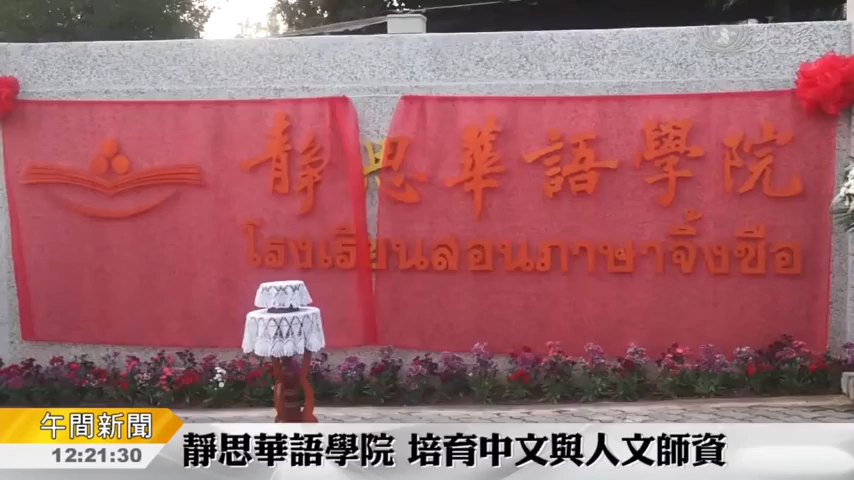 靜思華語學院
โรงเรียนสอนภาษาจิ้งซือ
午間新聞
12:21:30
靜思華語學院 培育中文與人文師資